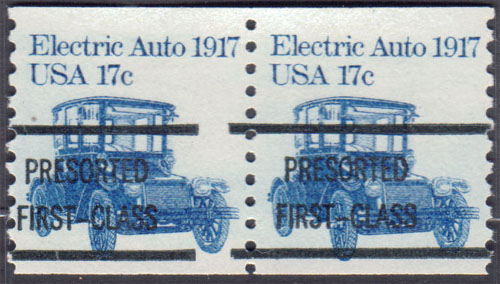 Electric Auto 1917
USA 17c
PRESORTED
FIRST-CLASS
Electric Auto 1917
USA 17c
PRESORTED
FIRST-CLASS